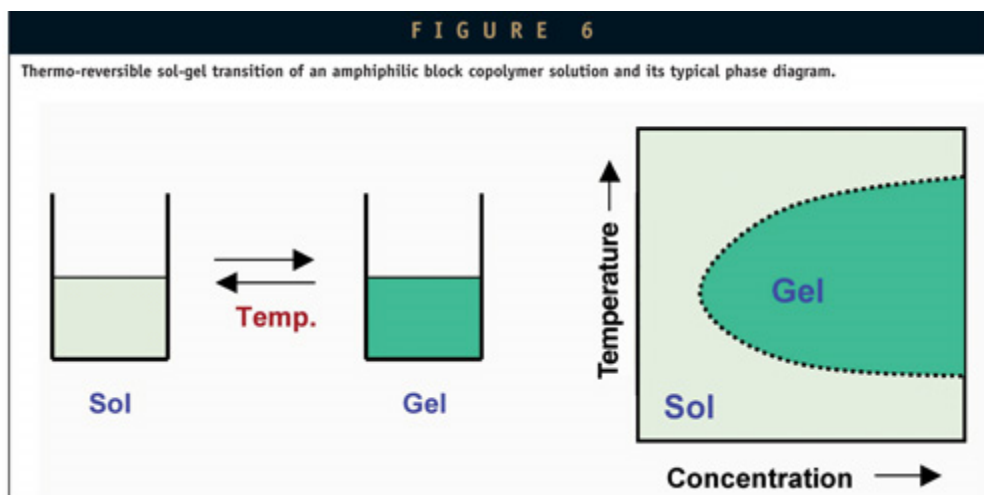 FIGURE 6
Thermo-reversible sol-gel transition of an amphiphilic block copolymer solution and its typical phase diagram.
Temp.
Sol
Gel
Temperature
Gel
Sol
Concentration